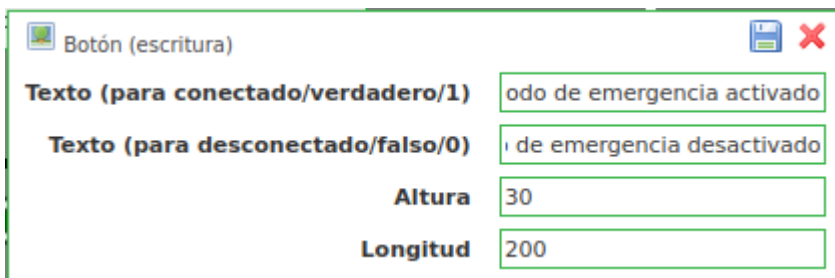 Botón (escritura)
Texto (para conectado/verdadero/1) odo de emergencia activado
Texto (para desconectado/falso/0) de emergencia desactivado
Altura 30
Longitud 200